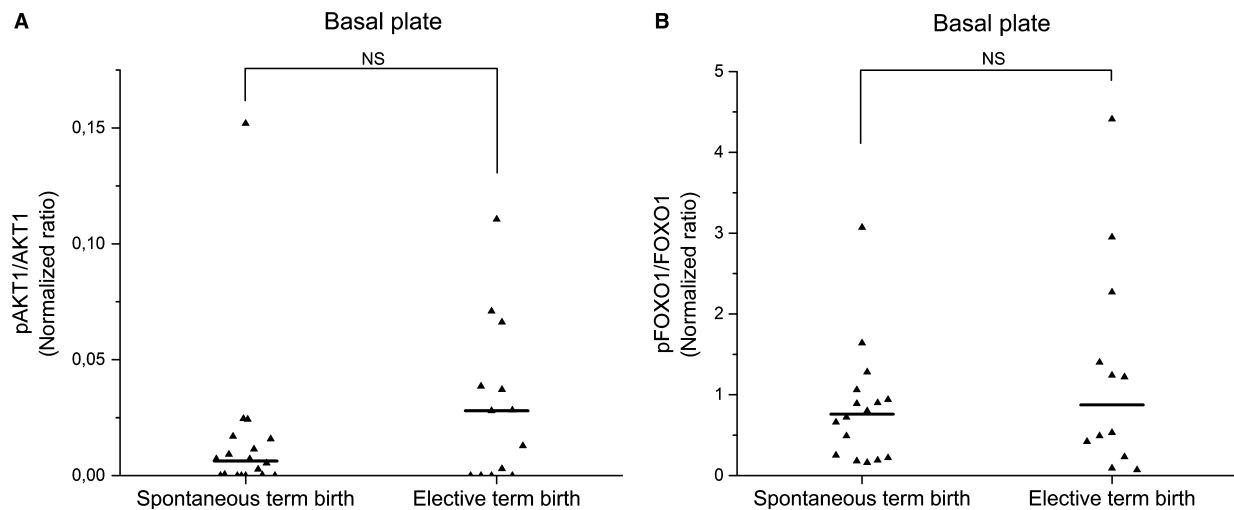 A
Basal plate
NS
0,15
0,10
0,05
0,00
pAKT1/AKT1
(Normalized ratio)
Spontaneous term birth
Elective term birth
B
Basal plate
NS
5
4
3
2
1
0
pFOXO1/FOXO1
(Normalized ratio)
Spontaneous term birth
Elective term birth